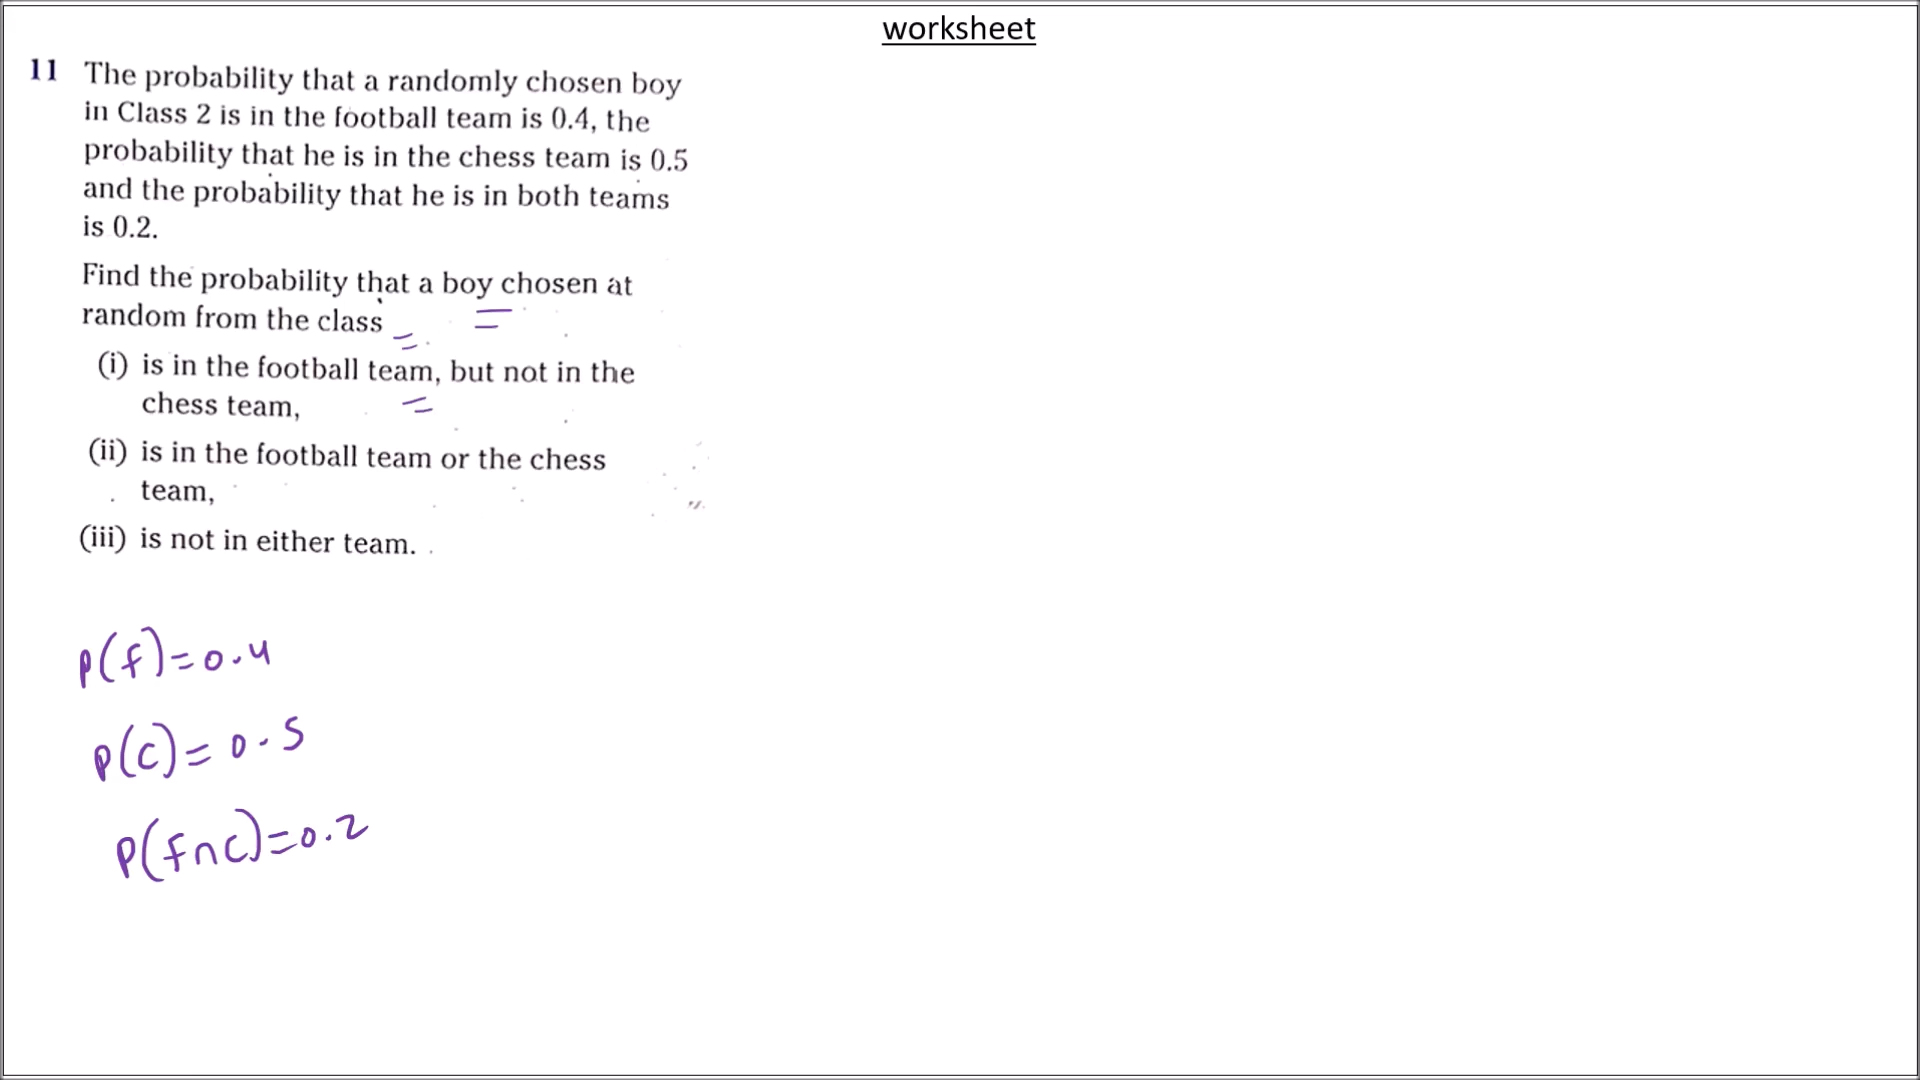 worksheet
11 The probability that a randomly chosen boy
in Class 2 is in the football team is 0.4, the
probability that he is in the chess team is 0.5
and the probability that he is in both teams
is 0.2.
Find the probability that a boy chosen at
random from the class
(i) is in the football team, but not in the
chess team,
(ii) is in the football team or the chess
team,
(iii) is not in either team.
P(f)=0.4
P(C)=0.5
P(f∩C)=0.2